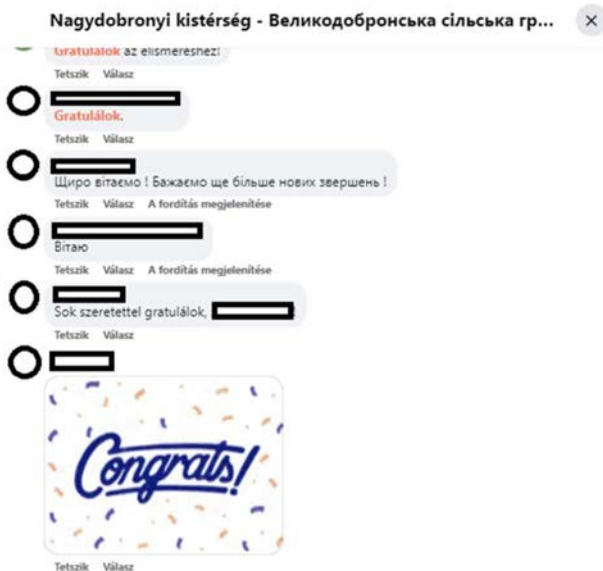 Nagydobronyi kistérség - Великодобронська сільська гр...
Gratulálok az elismeréshez!
Tetszik Válasz
Gratulálok.
Tetszik Válasz
Щиро вітаємо ! Бажаємо ще більше нових звершень !
Tetszik Válasz A fordítás megjelenítése
Вітаю
Tetszik Válasz A fordítás megjelenítése
Sok szeretettel gratulálok,
Tetszik Válasz
Congrats!
Tetszik Válasz